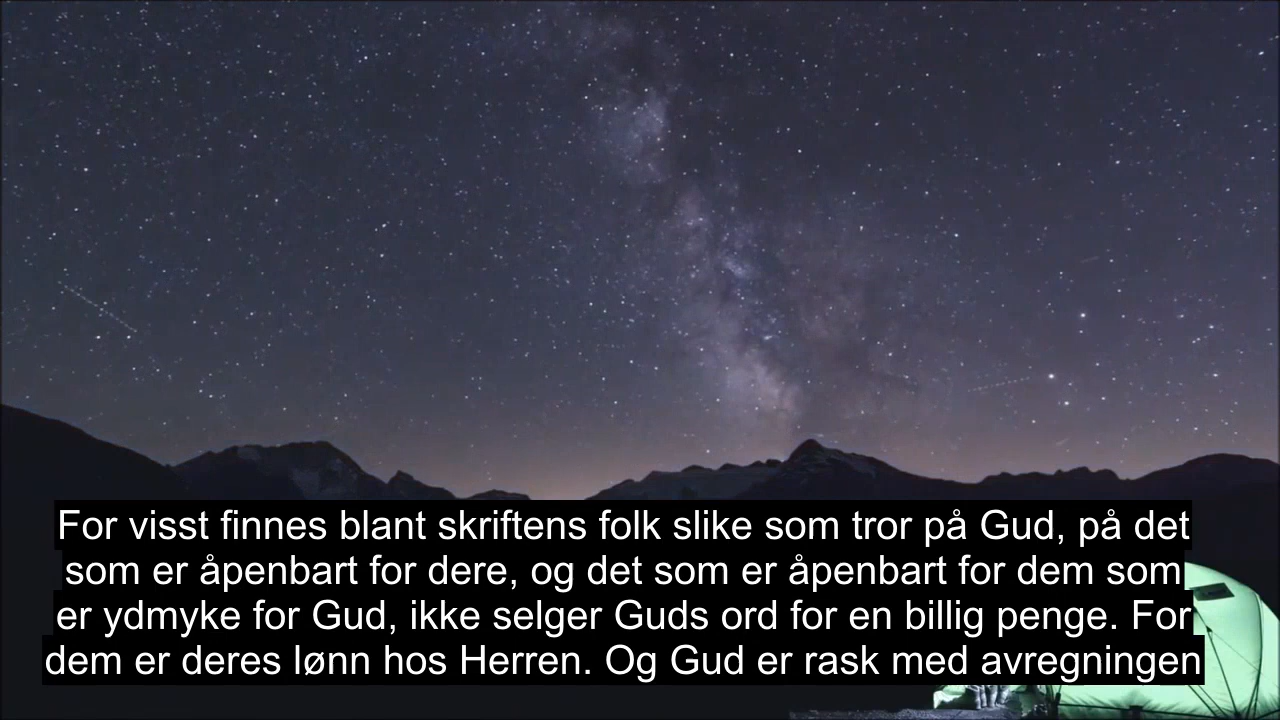 For visst finnes blant skriftens folk slike som tror på Gud, på det
som er åpenbart for dere, og det som er åpenbart for dem som
er ydmyke for Gud, ikke selger Guds ord for en billig penge. For
dem er deres lønn hos Herren. Og Gud er rask med avregningen